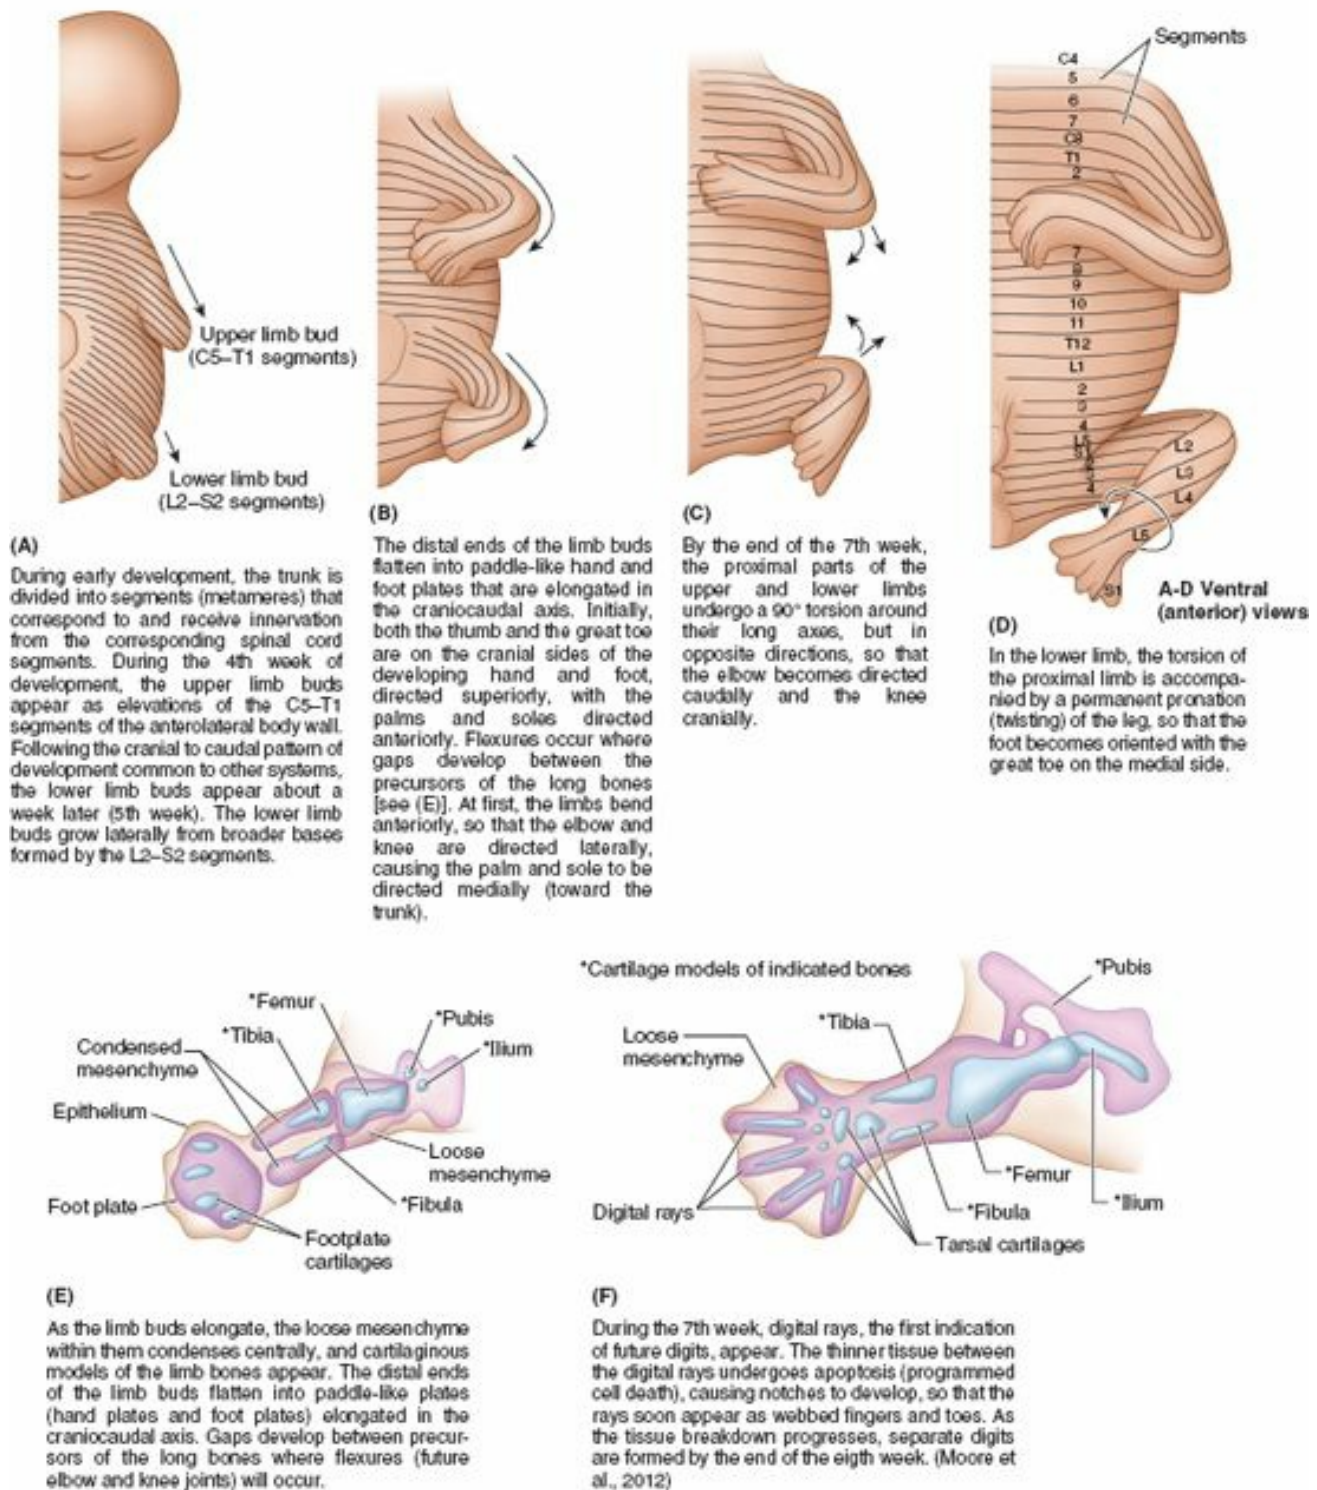 Segments
C4
5
6
7
C8
T1
2
7
8
9
10
11
T12
L1
2
3
4
L5
S1
2
3
4
L2
L3
L4
L5
S1
Upper limb bud
(C5–T1 segments)
Lower limb bud
(L2–S2 segments)
(A)
During early development, the trunk is
divided into segments (metameres) that
correspond to and receive innervation
from the corresponding spinal cord
segments. During the 4th week of
development, the upper limb buds
appear as elevations of the C5–T1
segments of the anterolateral body wall.
Following the cranial to caudal pattern of
development common to other systems,
the lower limb buds appear about a
week later (5th week). The lower limb
buds grow laterally from broader bases
formed by the L2–S2 segments.
(B)
The distal ends of the limb buds
flatten into paddle-like hand and
foot plates that are elongated in
the craniocaudal axis. Initially,
both the thumb and the great toe
are on the cranial sides of the
developing hand and foot,
directed superiorly, with the
palms and soles directed
anteriorly. Flexures occur where
gaps develop between the
precursors of the long bones
[see (E)]. At first, the limbs bend
anteriorly, so that the elbow and
knee are directed laterally,
causing the palm and sole to be
directed medially (toward the
trunk).
(C)
By the end of the 7th week,
the proximal parts of the
upper and lower limbs
undergo a 90° torsion around
their long axes, but in
opposite directions, so that
the elbow becomes directed
caudally and the knee
cranially.
A-D Ventral
(anterior) views
(D)
In the lower limb, the torsion of
the proximal limb is accompa-
nied by a permanent pronation
(twisting) of the leg, so that the
foot becomes oriented with the
great toe on the medial side.
*Femur
*Tibia
*Pubis
*Ilium
Condensed
mesenchyme
Epithelium
Loose
mesenchyme
Foot plate
*Fibula
Footplate
cartilages
(E)
As the limb buds elongate, the loose mesenchyme
within them condenses centrally, and cartilaginous
models of the limb bones appear. The distal ends
of the limb buds flatten into paddle-like plates
(hand plates and foot plates) elongated in the
craniocaudal axis. Gaps develop between precur-
sors of the long bones where flexures (future
elbow and knee joints) will occur.
*Cartilage models of indicated bones
*Pubis
Loose
mesenchyme
*Tibia
*Femur
*Ilium
Digital rays
*Fibula
Tarsal cartilages
(F)
During the 7th week, digital rays, the first indication
of future digits, appear. The thinner tissue between
the digital rays undergoes apoptosis (programmed
cell death), causing notches to develop, so that the
rays soon appear as webbed fingers and toes. As
the tissue breakdown progresses, separate digits
are formed by the end of the eigth week. (Moore et
al., 2012)